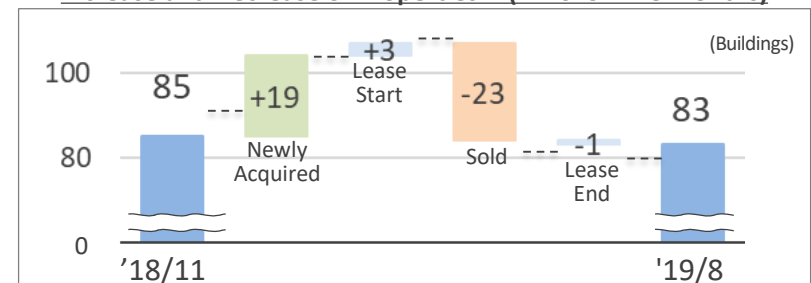 (Buildings)
100
85
+19
+3
Lease
Start
-23
83
Newly
Acquired
80
Sold
-1
Lease
End
0
’18/11
'19/8